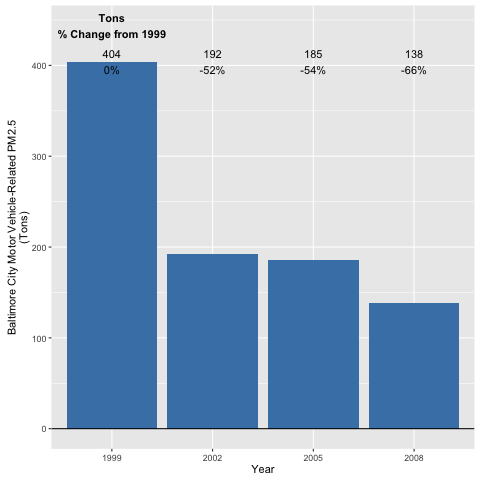 Tons
% Change from 1999
404 192 185 138
0% -52% -54% -66%
400
300
200
100
0
Baltimore City Motor Vehicle-Related PM2.5
(Tons)
1999 2002 2005 2008
Year